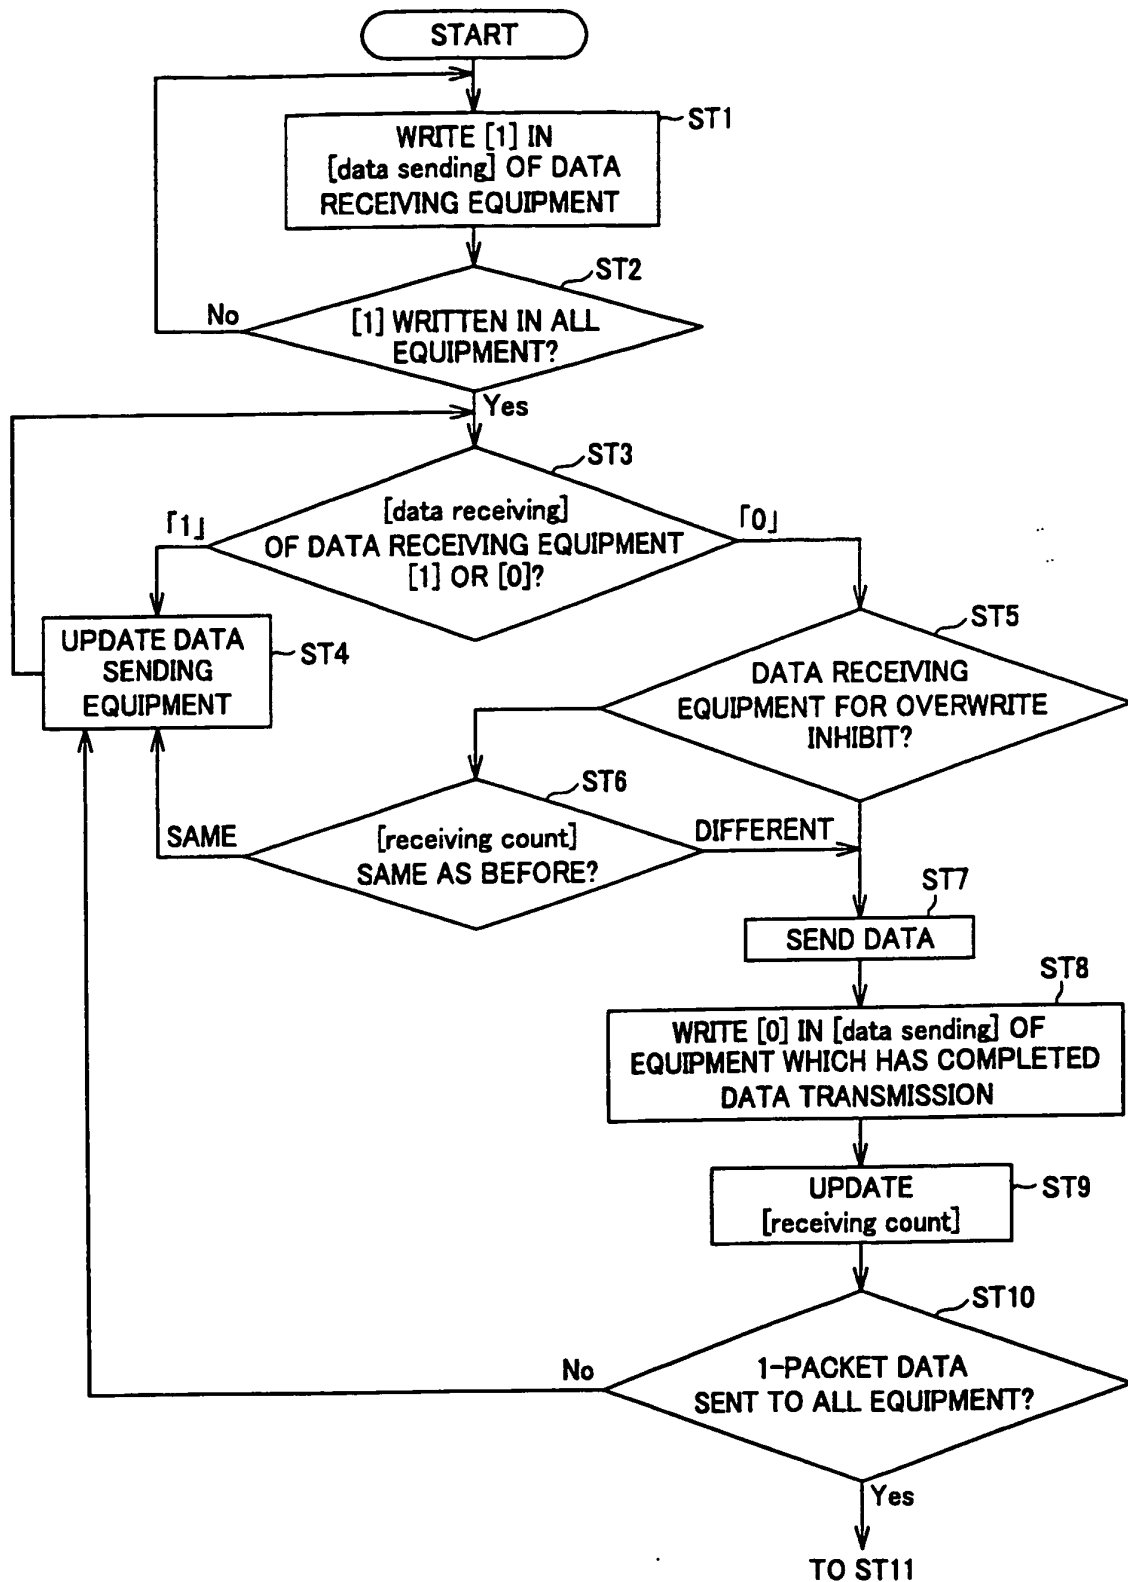 START
WRITE [1] IN
[data sending] OF DATA
RECEIVING EQUIPMENT
ST1
ST2
No
[1] WRITTEN IN ALL
EQUIPMENT?
Yes
ST3
「1」
[data receiving]
OF DATA RECEIVING EQUIPMENT
[1] OR [0]?
「0」
UPDATE DATA
SENDING
EQUIPMENT
ST4
ST5
DATA RECEIVING
EQUIPMENT FOR OVERWRITE
INHIBIT?
ST6
SAME
[receiving count]
SAME AS BEFORE?
DIFFERENT
ST7
SEND DATA
ST8
WRITE [0] IN [data sending] OF
EQUIPMENT WHICH HAS COMPLETED
DATA TRANSMISSION
UPDATE
[receiving count]
ST9
ST10
No
1-PACKET DATA
SENT TO ALL EQUIPMENT?
Yes
TO ST11